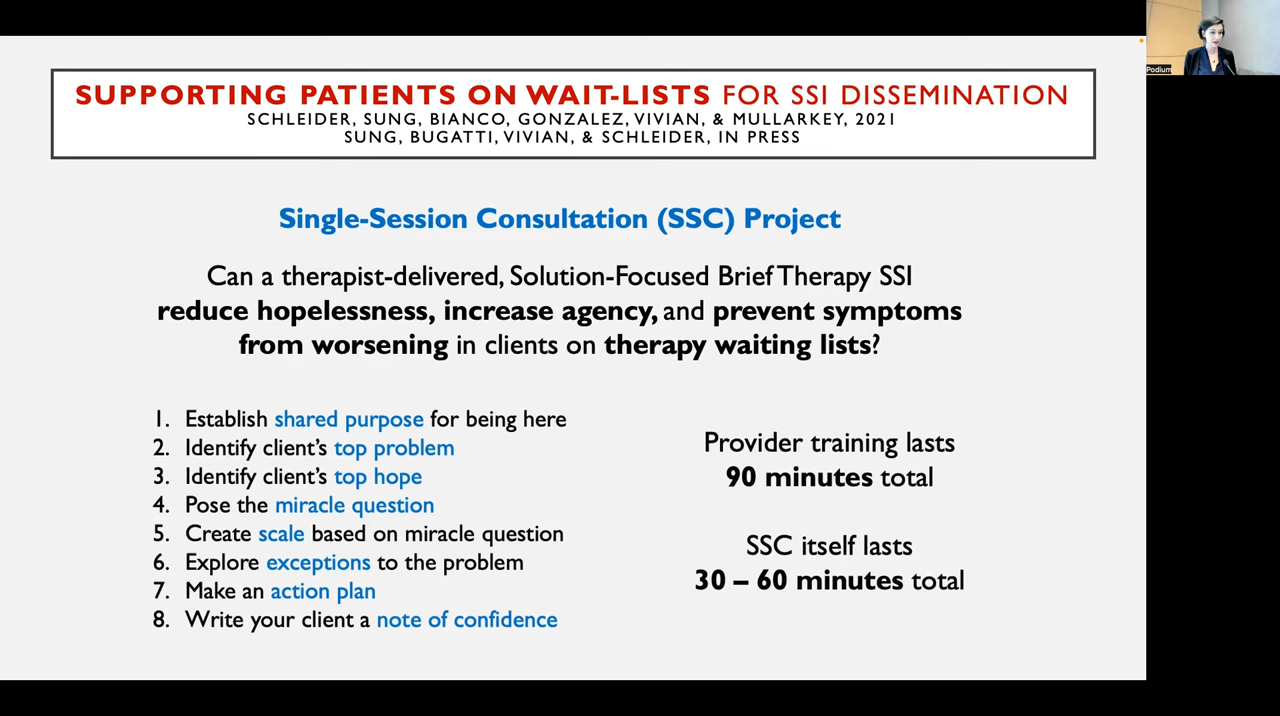 SUPPORTING PATIENTS ON WAIT-LISTS FOR SSI DISSEMINATION
SCHLEIDER, SUNG, BIANCO, GONZALEZ, VIVIAN, & MULLARKEY, 2021
SUNG, BUGATTI, VIVIAN, & SCHLEIDER, IN PRESS
Single-Session Consultation (SSC) Project
Can a therapist-delivered, Solution-Focused Brief Therapy SSI
reduce hopelessness, increase agency, and prevent symptoms
from worsening in clients on therapy waiting lists?
1. Establish shared purpose for being here
2. Identify client's top problem
3. Identify client's top hope
4. Pose the miracle question
5. Create scale based on miracle question
6. Explore exceptions to the problem
7. Make an action plan
8. Write your client a note of confidence
Provider training lasts
90 minutes total
SSC itself lasts
30 – 60 minutes total
Podium